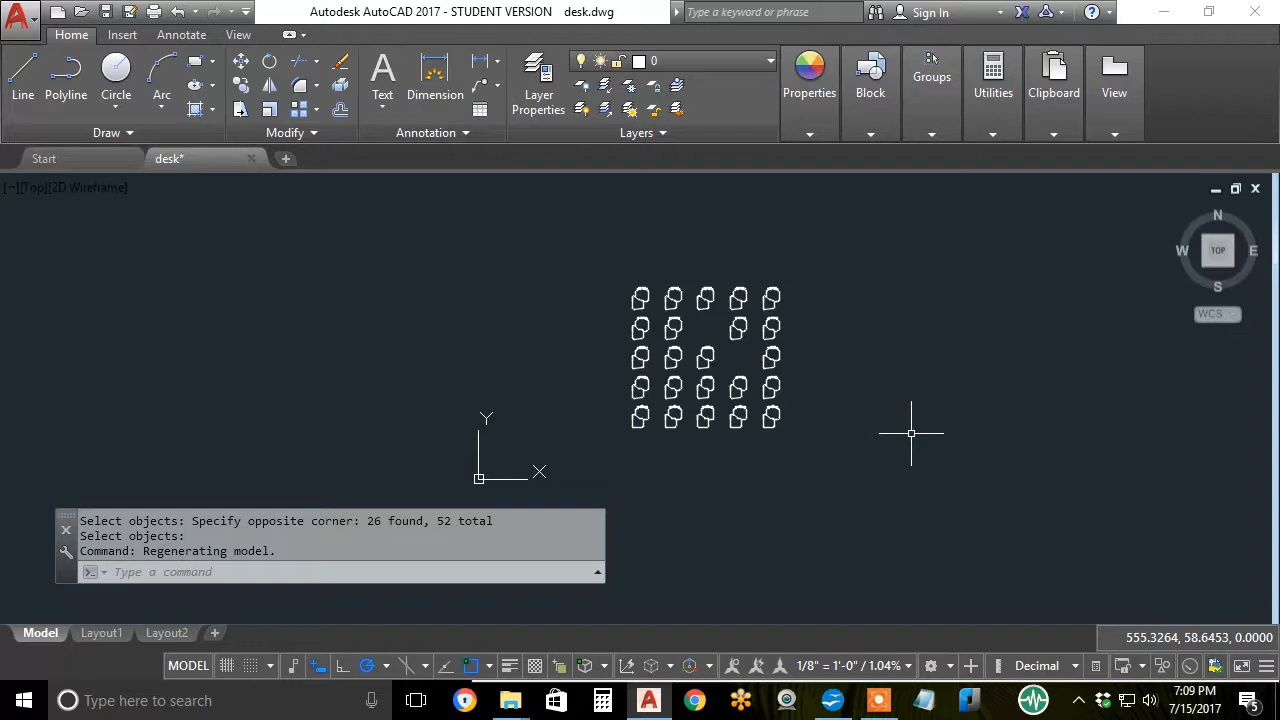 Autodesk AutoCAD 2017 - STUDENT VERSION desk.dwg
Type a keyword or phrase
Sign In
Home Insert Annotate View
Line Polyline Circle Arc
Text Dimension
Layer Properties
0
Properties Block Groups Utilities Clipboard View
Draw Modify Annotation Layers
Start desk*
[−][Top][2D Wireframe]
N
W TOP E
S
WCS
Y
X
Select objects: Specify opposite corner: 26 found, 52 total
Select objects:
Command: Regenerating model.
Type a command
Model Layout1 Layout2
555.3264, 58.6453, 0.0000
MODEL 1/8" = 1'-0" / 1.04% Decimal
Type here to search
7:09 PM
7/15/2017
5